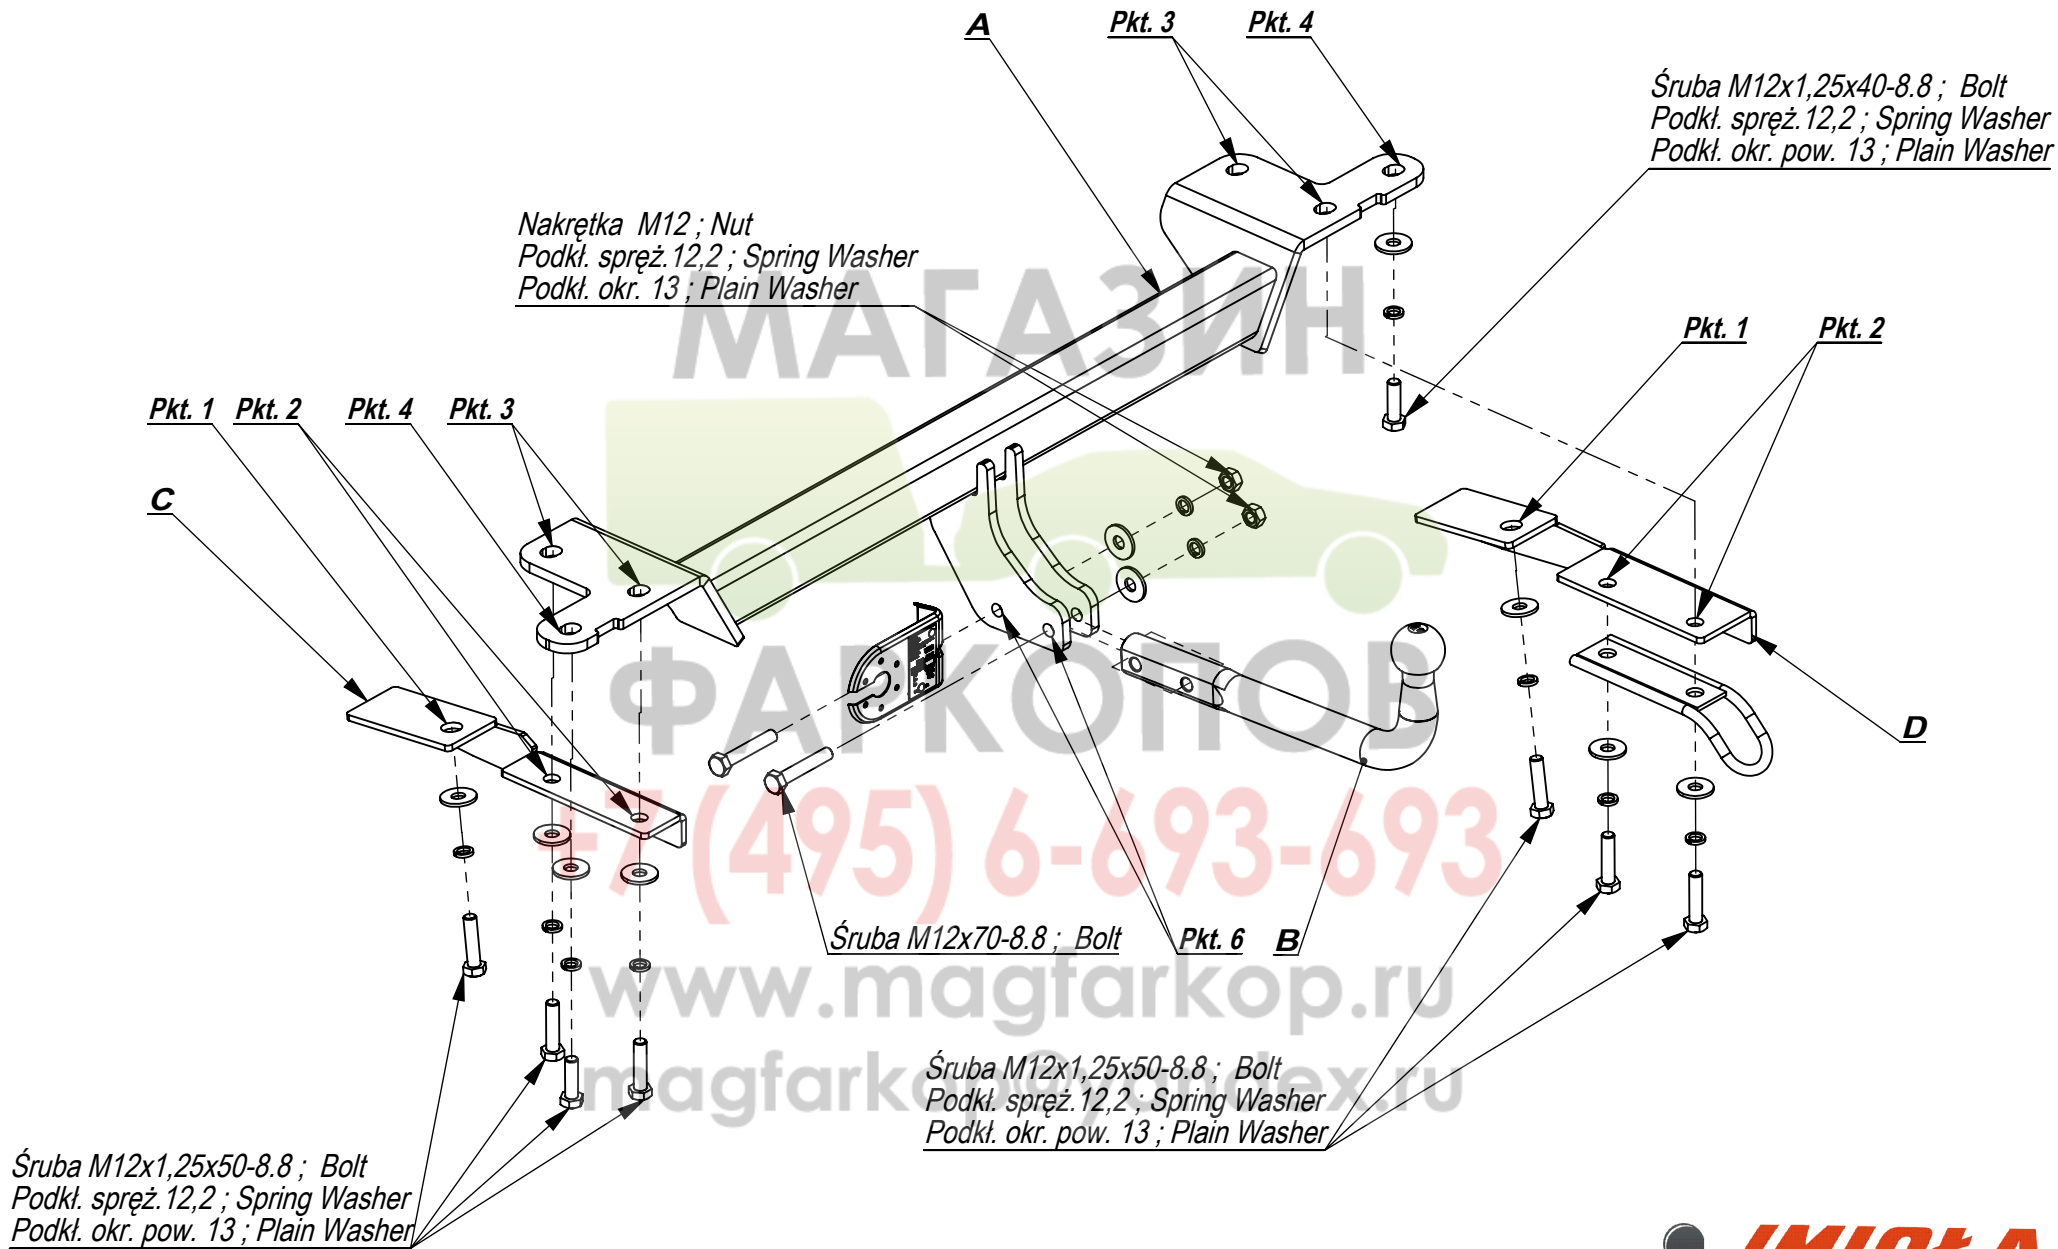 A
Pkt. 3
Pkt. 4
Śruba M12x1,25x40-8.8 ; Bolt
Podkł. spręż.12,2 ; Spring Washer
Podkł. okr. pow. 13 ; Plain Washer
Nakrętka M12 ; Nut
Podkł. spręż.12,2 ; Spring Washer
Podkł. okr. 13 ; Plain Washer
МАГАЗИН
Pkt. 1
Pkt. 2
Pkt. 1
Pkt. 2
Pkt. 4
Pkt. 3
C
ФАРКОПОВ
D
+7 (495) 6-693-693
Śruba M12x70-8.8 ; Bolt
Pkt. 6
B
www.magfarkop.ru
magfarkop@yandex.ru
Śruba M12x1,25x50-8.8 ; Bolt
Podkł. spręż.12,2 ; Spring Washer
Podkł. okr. pow. 13 ; Plain Washer
Śruba M12x1,25x50-8.8 ; Bolt
Podkł. spręż.12,2 ; Spring Washer
Podkł. okr. pow. 13 ; Plain Washer
IMIOŁA